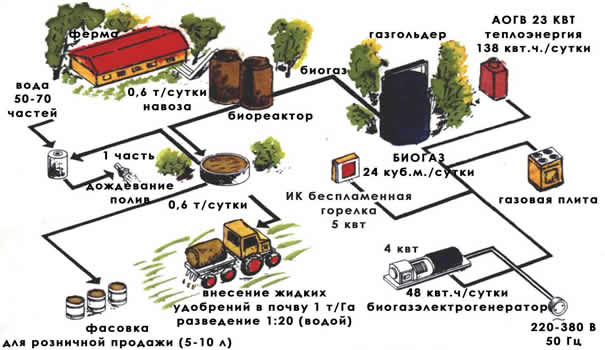 ферма
газгольдер
АОГВ 23 КВТ
теплоэнергия
138 квт.ч./сутки
вода
50-70
частей
0,6 т/сутки
навоза
биогаз
биореактор
1 часть
дождевание
полив
0,6 т/сутки
БИОГАЗ
24 куб.м./сутки
ИК беспламенная
горелка
5 квт
газовая плита
4 квт
48 квт.ч/сутки
биогазэлектрогенератор
220-380 В
50 Гц
внесение жидких
удобрений в почву 1 т/Га
разведение 1:20 (водой)
фасовка
для розничной продажи (5-10 л)